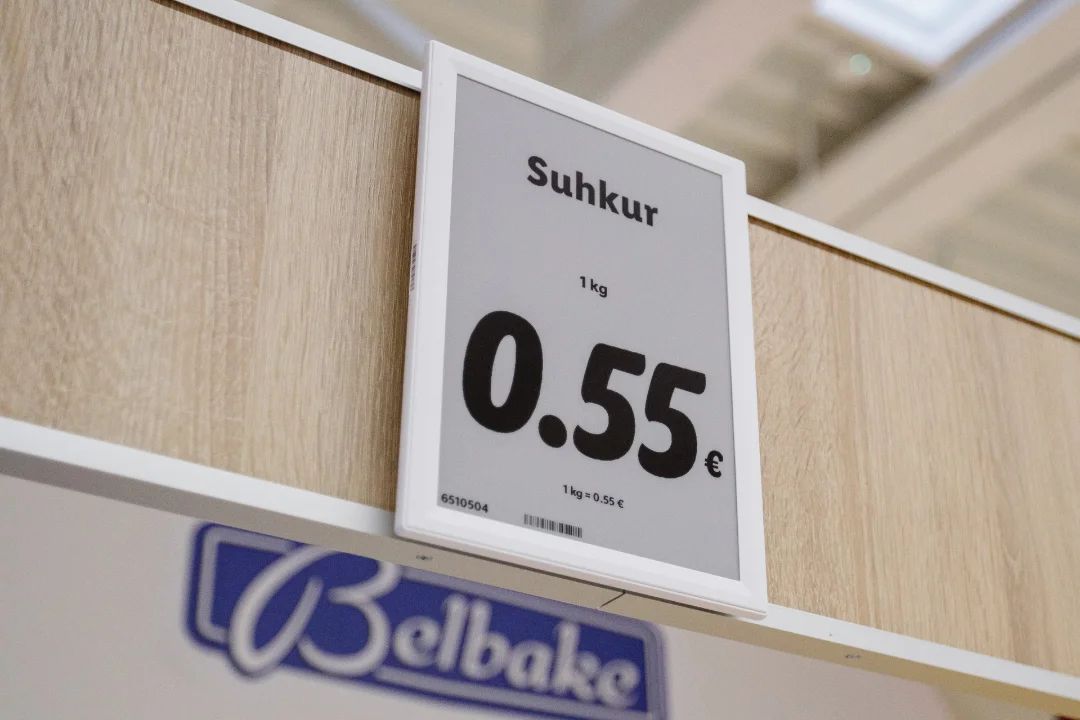 Suhkur
1 kg
0.55 €
1 kg = 0.55 €
6510504
Belbake